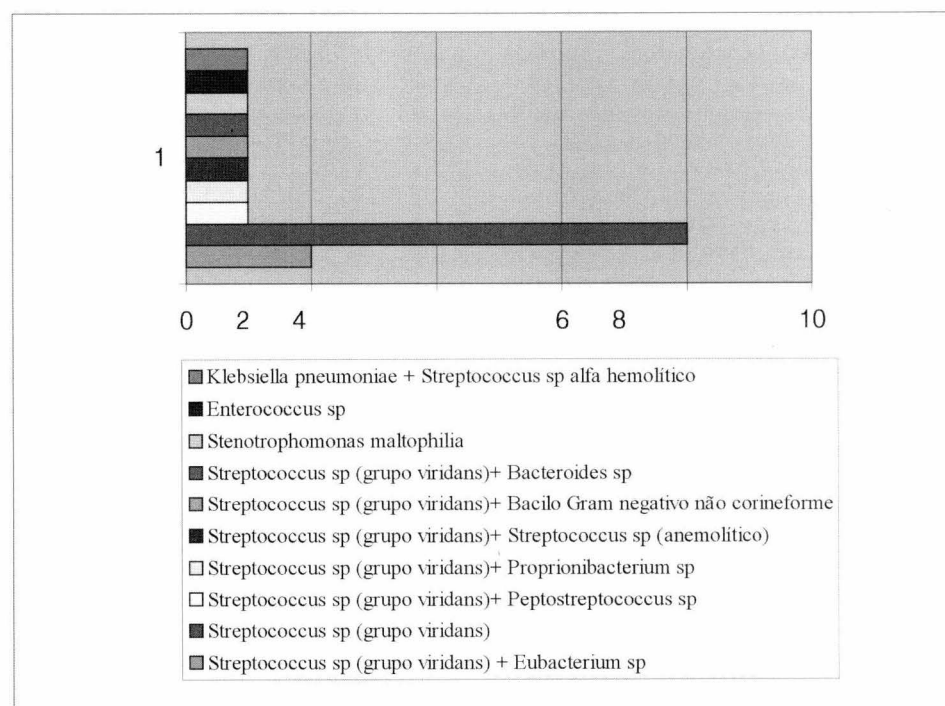 1
0 2 4 6 8 10
Klebsiella pneumoniae + Streptococcus sp alfa hemolítico
Enterococcus sp
Stenotrophomonas maltophilia
Streptococcus sp (grupo viridans)+ Bacteroides sp
Streptococcus sp (grupo viridans)+ Bacilo Gram negativo não corineforme
Streptococcus sp (grupo viridans)+ Streptococcus sp (anemolítico)
Streptococcus sp (grupo viridans)+ Proprionibacterium sp
Streptococcus sp (grupo viridans)+ Peptostreptococcus sp
Streptococcus sp (grupo viridans)
Streptococcus sp (grupo viridans) + Eubacterium sp